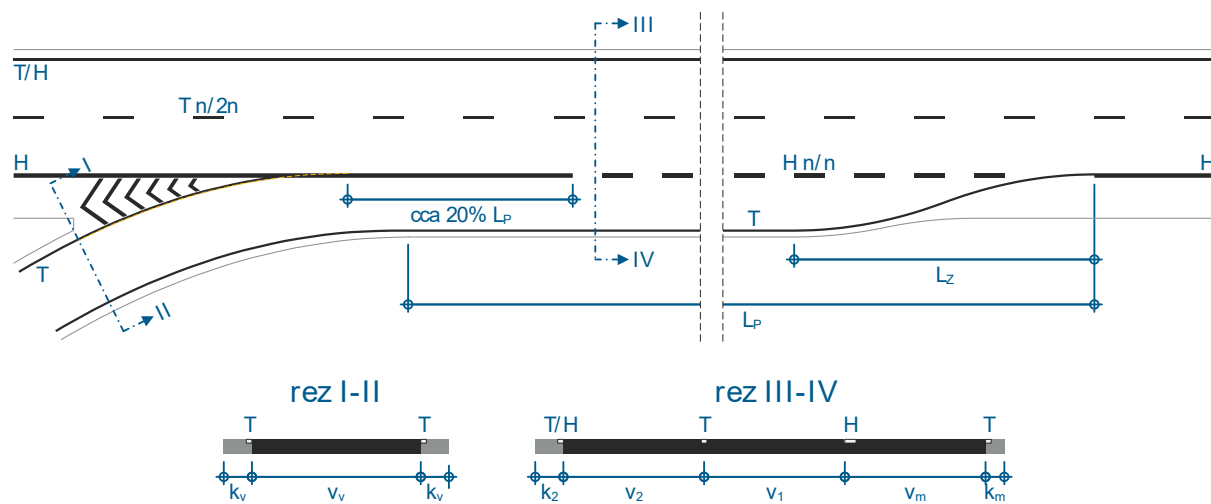 III
T/H
T n/2n
H
I
H n/n
H
cca 20% LP
T
T
IV
LZ
II
LP
rez I-II
rez III-IV
T
T
T/H
T
H
T
kv
vv
kv
k2
v2
v1
vm
km